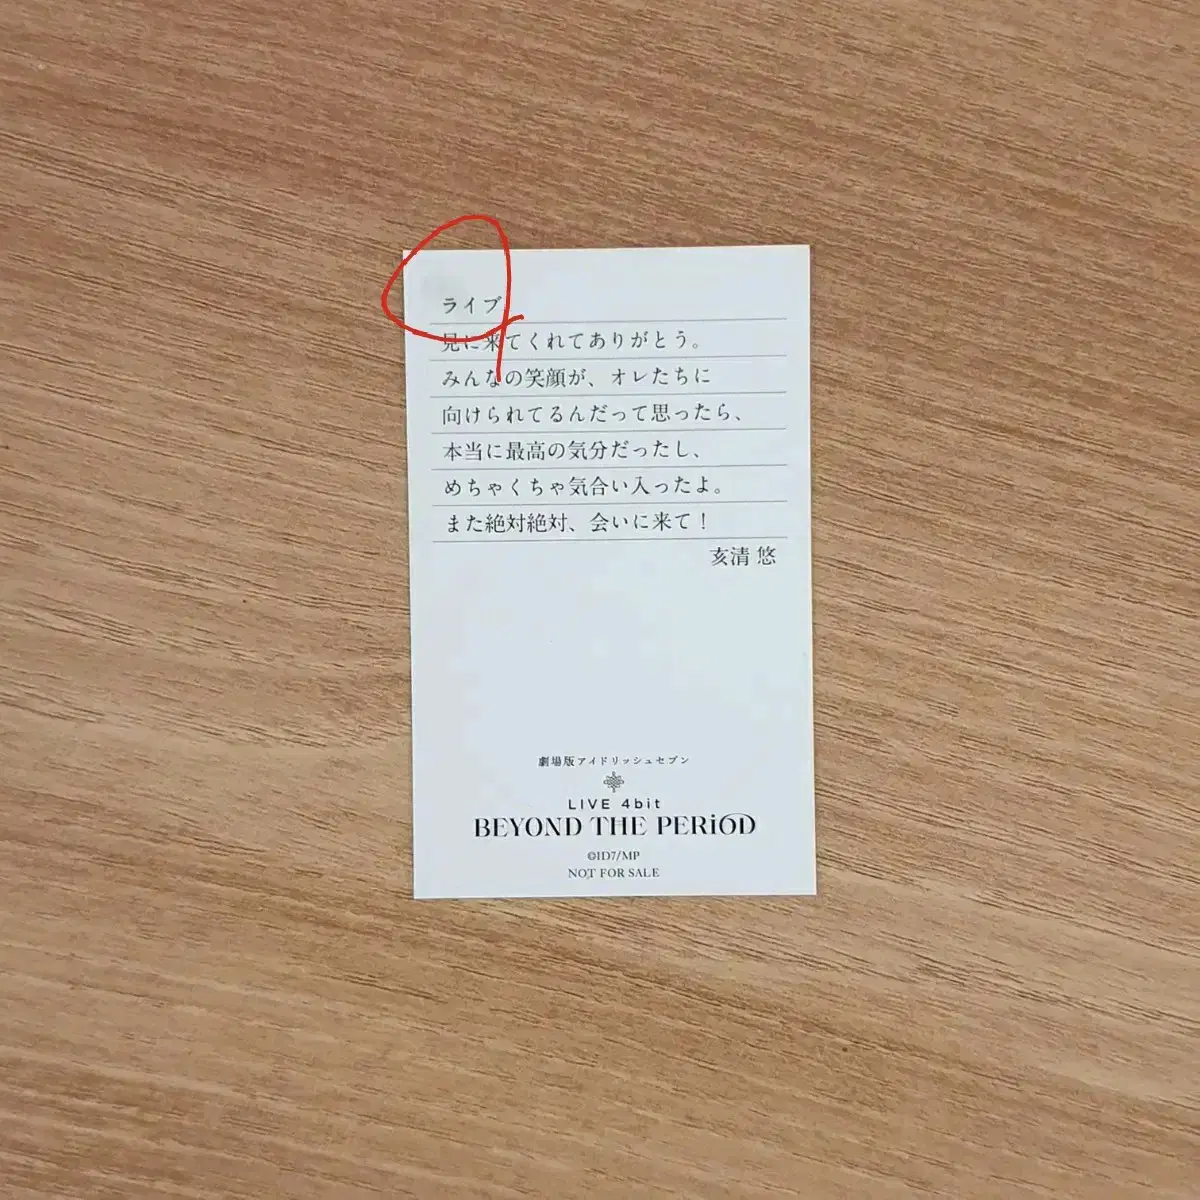 ライブ
見に来てくれてありがとう。
みんなの笑顔が、オレたちに
向けられてるんだって思ったら、
本当に最高の気分だったし、
めちゃくちゃ気合い入ったよ。
また絶対絶対、会いに来て！
亥清 悠
劇場版アイドリッシュセブン
LIVE 4bit
BEYOND THE PERiOD
©ID7/MP
NOT FOR SALE